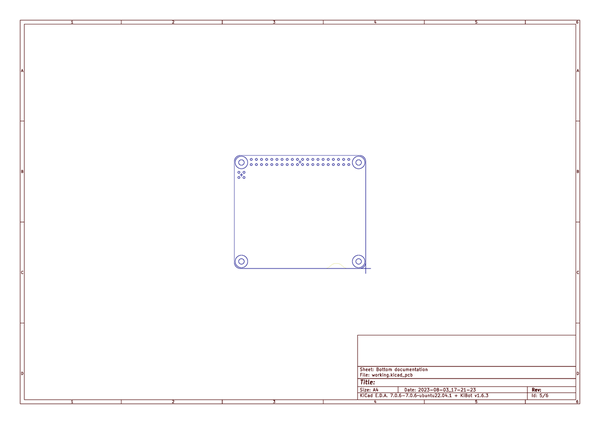 1 2 3 4 5 6
A A
B B
C C
Sheet: Bottom documentation
File: working.kicad_pcb
D D
Title:
Size: A4 Date: 2023-08-03_17-21-23 Rev:
KiCad E.D.A. 7.0.6-7.0.6~ubuntu22.04.1 + KiBot v1.6.3 Id: 5/6
1 2 3 4 5 6